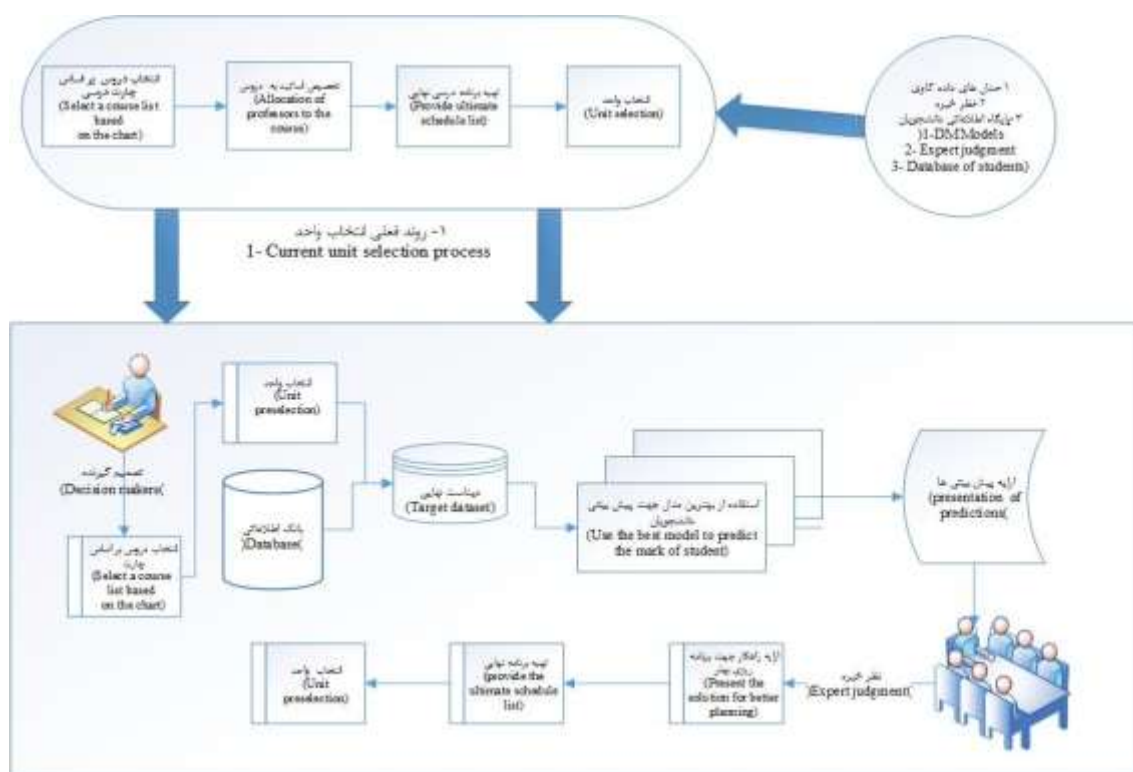 انتخاب دروس بر اساس
چارت درسی
(Select a course list
based
on the chart)
تخصیص اساتید به دروس
(Allocation of
professors to the
course)
تهیه برنامه درسی نهایی
(Provide ultimate
schedule list)
انتخاب واحد
(Unit selection)
۱ مدل های داده کاوی
۲ نظر خبره
۳ پایگاه اطلاعاتی دانشجویان
)1-DM Models
2- Expert judgment
3- Database of students)
۱- روند فعلی انتخاب واحد
1- Current unit selection process
تصمیم گیرنده
(Decision makers(
انتخاب دروس بر اساس
چارت
(Select a course
list based
on the chart)
انتخاب واحد
(Unit
preselection)
بانک اطلاعاتی
)Database(
دیتاست نهایی
(Target dataset)
استفاده از بهترین مدل جهت پیش بینی
دانشجویان
(Use the best model to predict
the mark of student)
ارایه پیش بینی ها
(presentation of
predictions(
نظر خبره
)Expert judgment(
ارایه راهکار جهت برنامه
ریزی بهتر
(Present the
solution for better
planning)
تهیه برنامه نهایی
(provide the
ultimate schedule
list)
انتخاب واحد
(Unit
preselection)